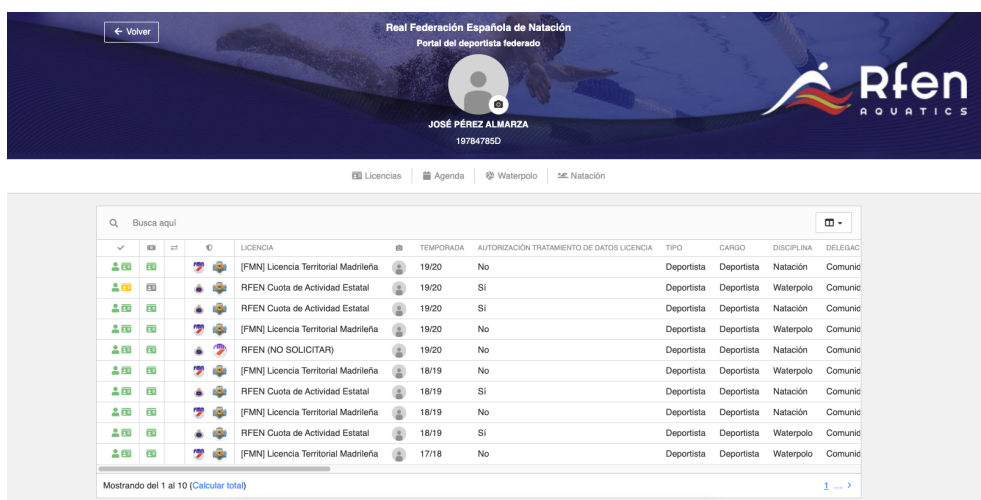 ← Volver
Real Federación Española de Natación
Portal del deportista federado
Rfen
AQUATICS
JOSÉ PÉREZ ALMARZA
19784785D
Licencias Agenda Waterpolo Natación
Busca aquí
LICENCIA TEMPORADA AUTORIZACIÓN TRATAMIENTO DE DATOS LICENCIA TIPO CARGO DISCIPLINA DELEGAC
[FMN] Licencia Territorial Madrileña 19/20 No Deportista Deportista Natación Comunid
RFEN Cuota de Actividad Estatal 19/20 Sí Deportista Deportista Waterpolo Comunid
RFEN Cuota de Actividad Estatal 19/20 Sí Deportista Deportista Natación Comunid
[FMN] Licencia Territorial Madrileña 19/20 No Deportista Deportista Waterpolo Comunid
RFEN (NO SOLICITAR) 19/20 No Deportista Deportista Natación Comunid
[FMN] Licencia Territorial Madrileña 18/19 No Deportista Deportista Waterpolo Comunid
RFEN Cuota de Actividad Estatal 18/19 Sí Deportista Deportista Natación Comunid
[FMN] Licencia Territorial Madrileña 18/19 No Deportista Deportista Natación Comunid
RFEN Cuota de Actividad Estatal 18/19 Sí Deportista Deportista Waterpolo Comunid
[FMN] Licencia Territorial Madrileña 17/18 No Deportista Deportista Waterpolo Comunid
Mostrando del 1 al 10 (Calcular total) 1 ... >